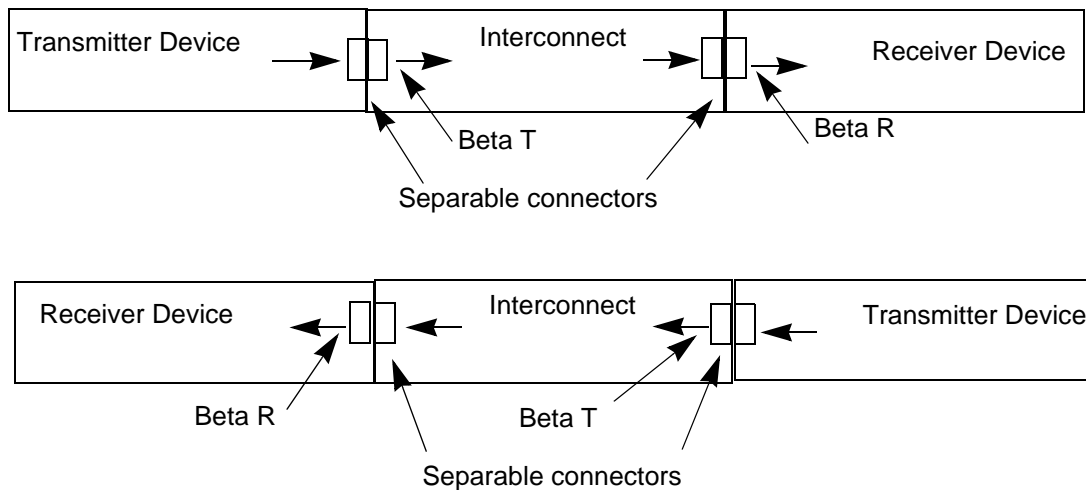 Transmitter Device
Interconnect
Receiver Device
Beta T
Beta R
Separable connectors
Receiver Device
Interconnect
Transmitter Device
Beta R
Beta T
Separable connectors